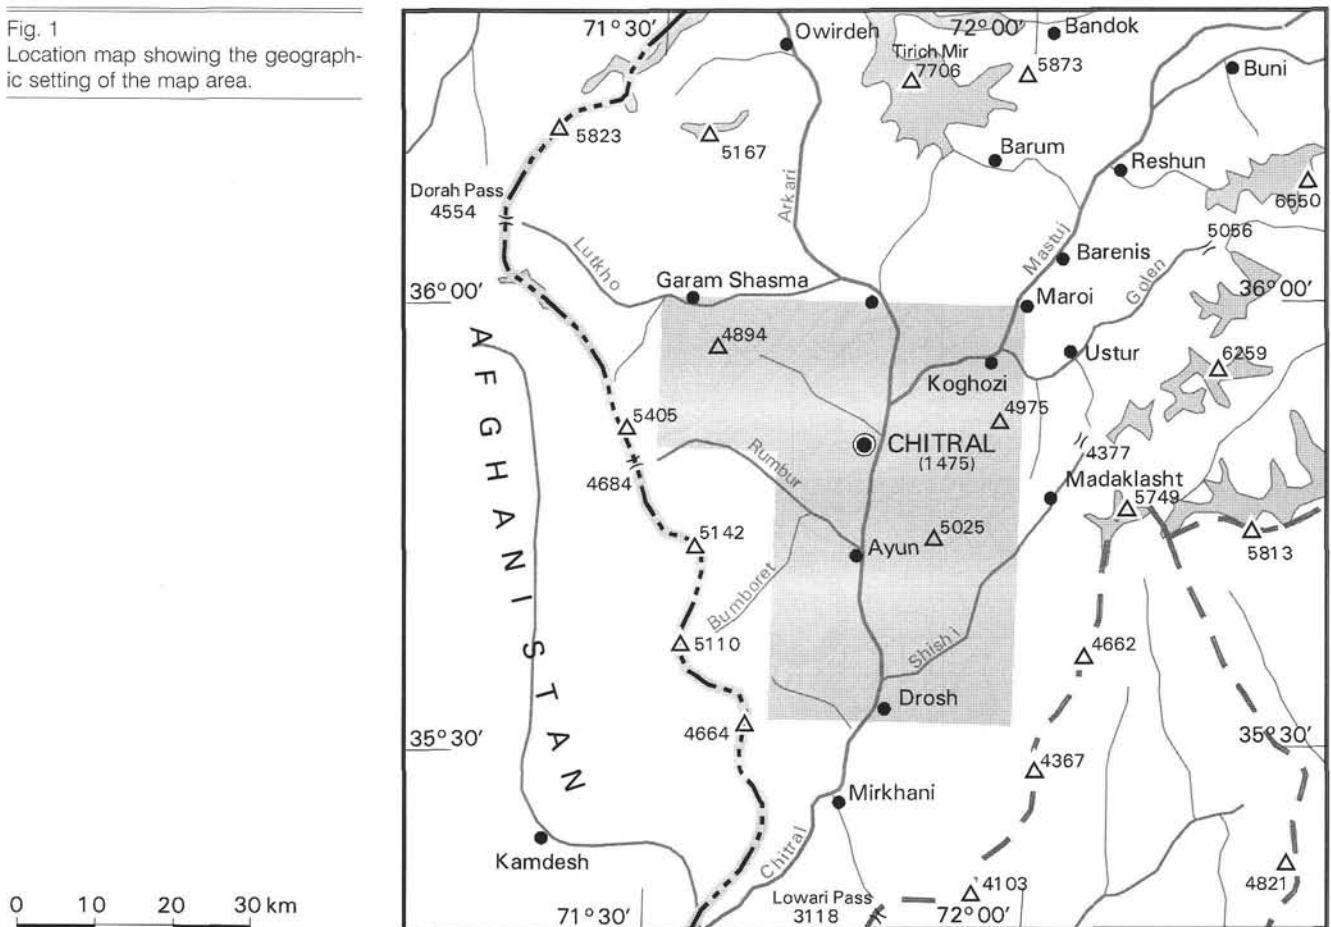 Fig. 1
Location map showing the geograph-
ic setting of the map area.
71° 30′
72° 00′
Owirdeh
Bandok
Tirich Mir
7706
5873
Buni
5823
5167
Barum
Reshun
Dorah Pass
4554
Arkari
6550
5056
Lutkho
Mastuj
Barenis
Golen
36° 00′
Garam Shasma
Maroi
36° 00′
4894
Koghozi
Ustur
6259
AFGHANISTAN
5405
4975
CHITRAL
(1475)
4377
Rumbur
4684
Madaklasht
5749
5142
Ayun
5025
5813
Bumboret
5110
Shishi
4662
4664
Drosh
35° 30′
35° 30′
4367
Mirkhani
Kamdesh
Chitral
4821
Lowari Pass
3118
4103
71° 30′
72° 00′
0 10 20 30 km